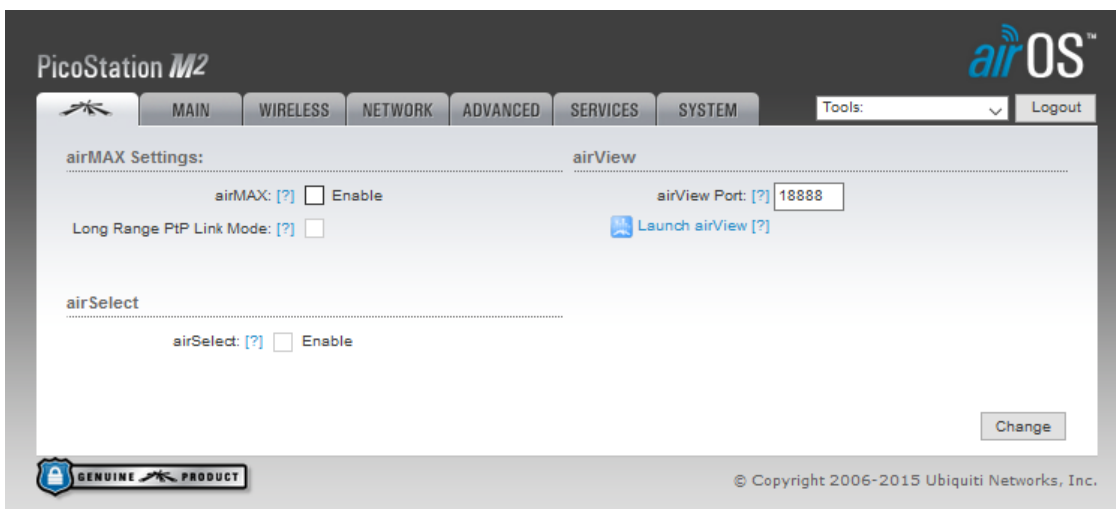 airOS™
PicoStation M2
MAIN WIRELESS NETWORK ADVANCED SERVICES SYSTEM Tools: Logout
airMAX Settings:
airMAX: [?] Enable
Long Range PtP Link Mode: [?]
airView
airView Port: [?] 18888
Launch airView [?]
airSelect
airSelect: [?] Enable
Change
GENUINE PRODUCT
© Copyright 2006-2015 Ubiquiti Networks, Inc.